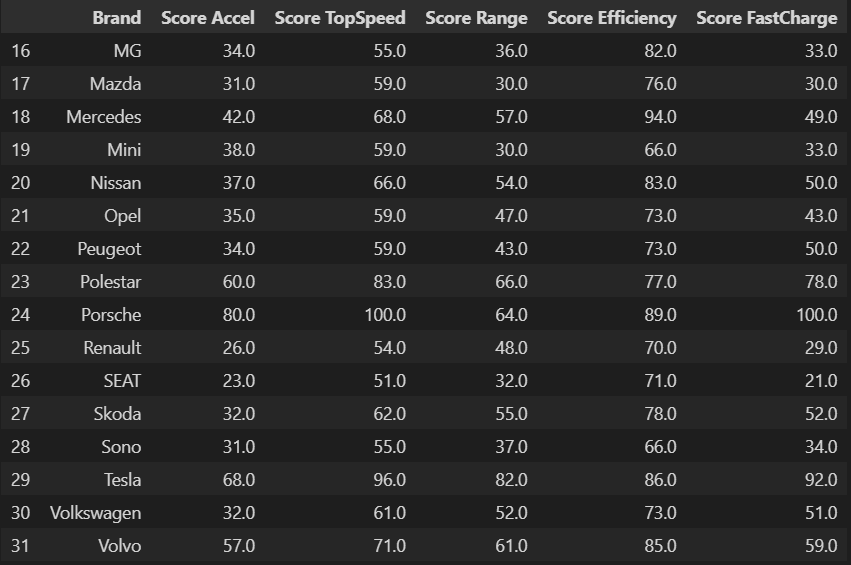 Brand Score Accel Score TopSpeed Score Range Score Efficiency Score FastCharge
16 MG 34.0 55.0 36.0 82.0 33.0
17 Mazda 31.0 59.0 30.0 76.0 30.0
18 Mercedes 42.0 68.0 57.0 94.0 49.0
19 Mini 38.0 59.0 30.0 66.0 33.0
20 Nissan 37.0 66.0 54.0 83.0 50.0
21 Opel 35.0 59.0 47.0 73.0 43.0
22 Peugeot 34.0 59.0 43.0 73.0 50.0
23 Polestar 60.0 83.0 66.0 77.0 78.0
24 Porsche 80.0 100.0 64.0 89.0 100.0
25 Renault 26.0 54.0 48.0 70.0 29.0
26 SEAT 23.0 51.0 32.0 71.0 21.0
27 Skoda 32.0 62.0 55.0 78.0 52.0
28 Sono 31.0 55.0 37.0 66.0 34.0
29 Tesla 68.0 96.0 82.0 86.0 92.0
30 Volkswagen 32.0 61.0 52.0 73.0 51.0
31 Volvo 57.0 71.0 61.0 85.0 59.0